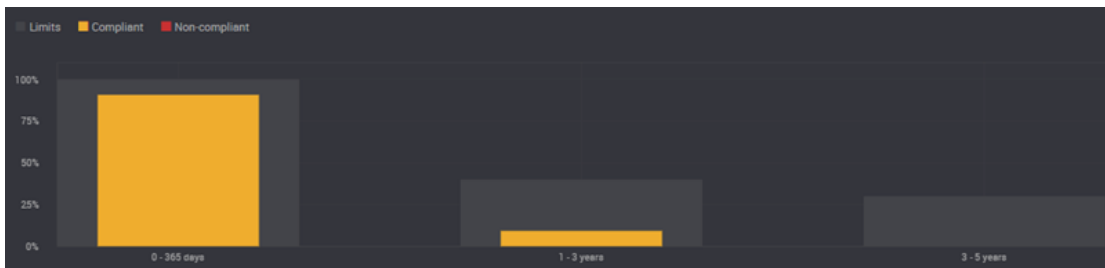 Limits Compliant Non-compliant
100%
75%
50%
25%
0%
0 - 365 days 1 - 3 years 3 - 5 years